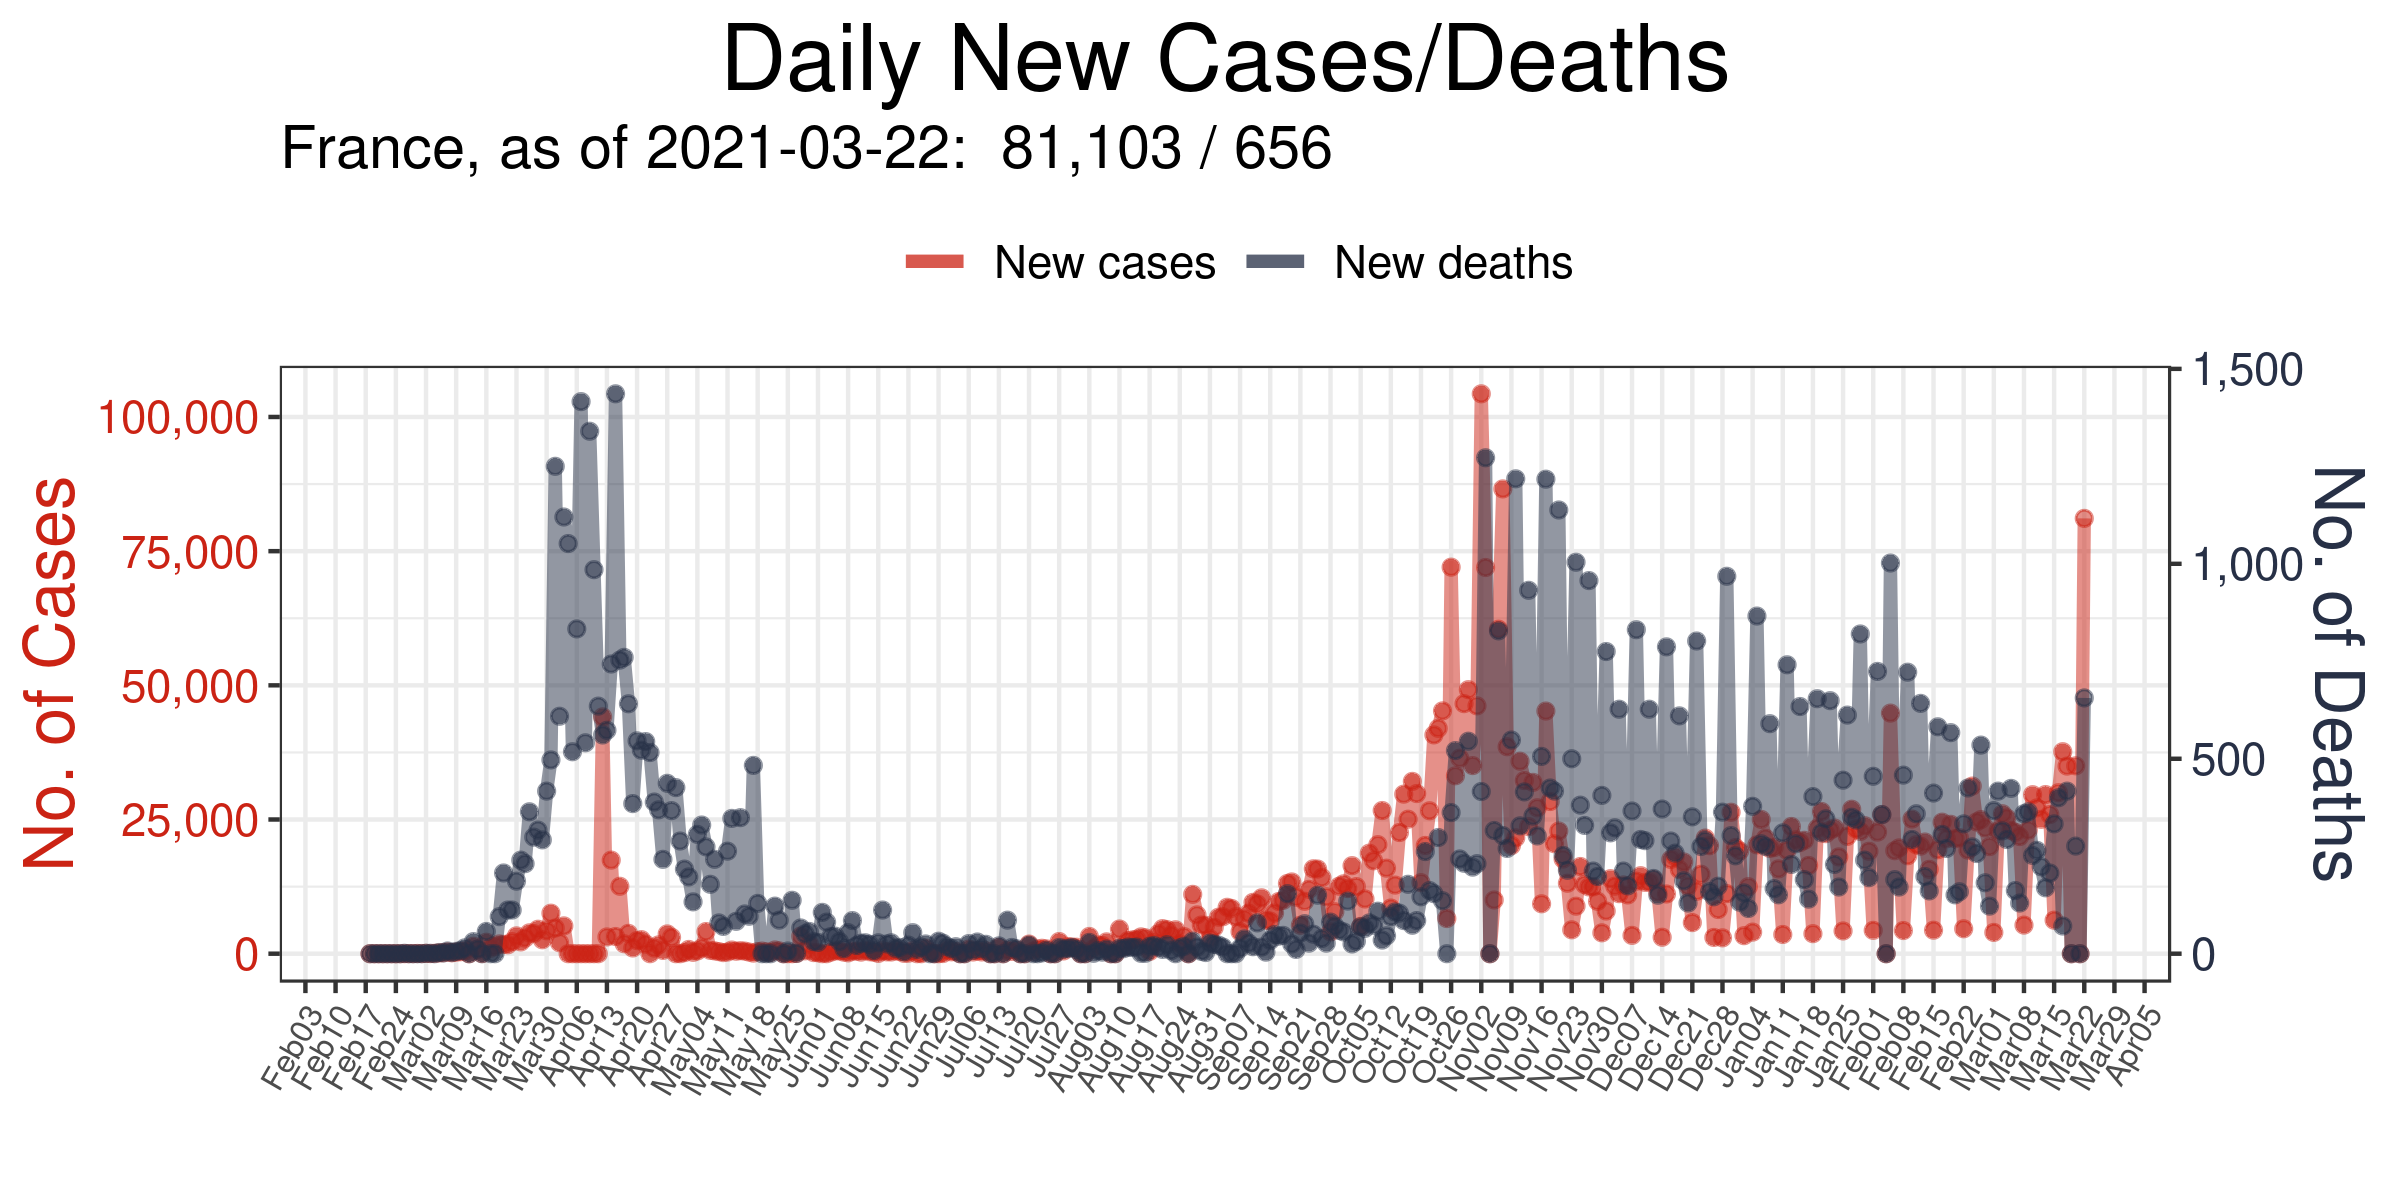 Daily New Cases/Deaths
France, as of 2021-03-22:  81,103 / 656
New cases New deaths
No. of Cases
100,000
75,000
50,000
25,000
0
1,500
1,000
500
0
No. of Deaths
Feb03 Feb10 Feb17 Feb24 Mar02 Mar09 Mar16 Mar23 Mar30 Apr06 Apr13 Apr20 Apr27 May04 May11 May18 May25 Jun01 Jun08 Jun15 Jun22 Jun29 Jul06 Jul13 Jul20 Jul27 Aug03 Aug10 Aug17 Aug24 Aug31 Sep07 Sep14 Sep21 Sep28 Oct05 Oct12 Oct19 Oct26 Nov02 Nov09 Nov16 Nov23 Nov30 Dec07 Dec14 Dec21 Dec28 Jan04 Jan11 Jan18 Jan25 Feb01 Feb08 Feb15 Feb22 Mar01 Mar08 Mar15 Mar22 Mar29 Apr05